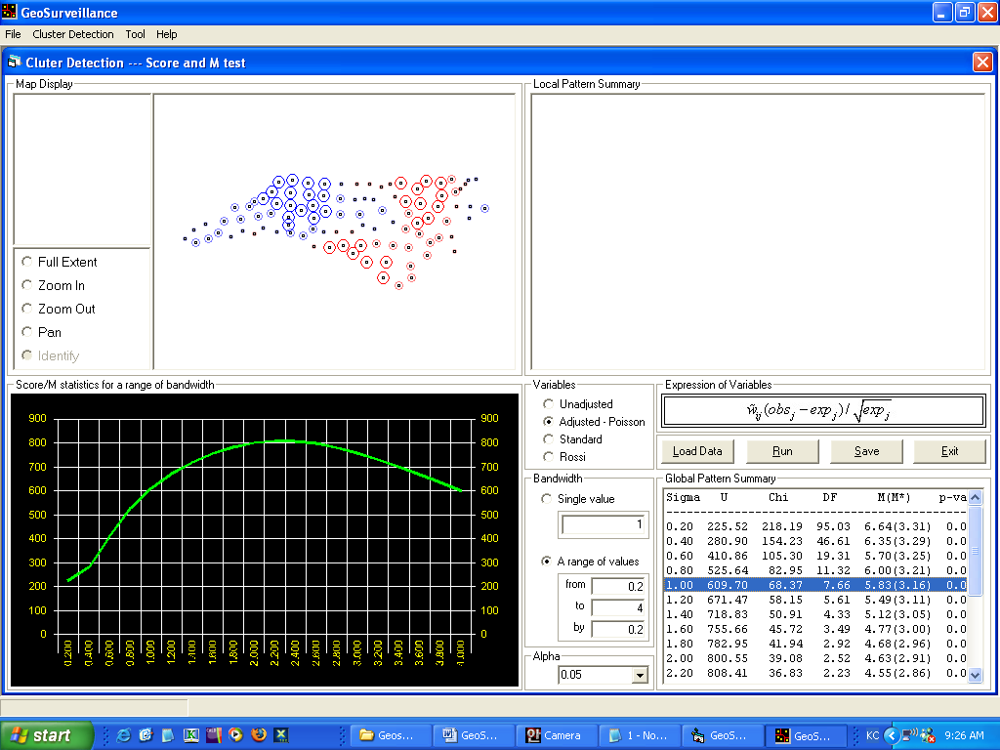 GeoSurveillance
File Cluster Detection Tool Help
Cluter Detection --- Score and M test
Map Display
Full Extent
Zoom In
Zoom Out
Pan
Identify
Local Pattern Summary
Score/M statistics for a range of bandwidth
900 900
800 800
700 700
600 600
500 500
400 400
300 300
200 200
100 100
0 0
0.200 0.400 0.600 0.800 1.000 1.200 1.400 1.600 1.800 2.000 2.200 2.400 2.600 2.800 3.000 3.200 3.400 3.600 3.800 4.000
Variables
Unadjusted
Adjusted - Poisson
Standard
Rossi
Bandwidth
Single value
1
A range of values
from 0.2
to 4
by 0.2
Alpha
0.05
Expression of Variables
w̃ij(obsj − expj)/√expj
Load Data Run Save Exit
Global Pattern Summary
Sigma U Chi DF M(M*) p-va
0.20 225.52 218.19 95.03 6.64(3.31) 0.0
0.40 280.90 154.23 46.61 6.35(3.29) 0.0
0.60 410.86 105.30 19.31 5.70(3.25) 0.0
0.80 525.64 82.95 11.32 6.00(3.21) 0.0
1.00 609.70 68.37 7.66 5.83(3.16) 0.0
1.20 671.47 58.15 5.61 5.49(3.11) 0.0
1.40 718.83 50.91 4.33 5.12(3.05) 0.0
1.60 755.66 45.72 3.49 4.77(3.00) 0.0
1.80 782.95 41.94 2.92 4.68(2.96) 0.0
2.00 800.55 39.08 2.52 4.63(2.91) 0.0
2.20 808.41 36.83 2.23 4.55(2.86) 0.0
start Geos... GeoS... Camera 1 - No... GeoS... GeoS... KC 9:26 AM